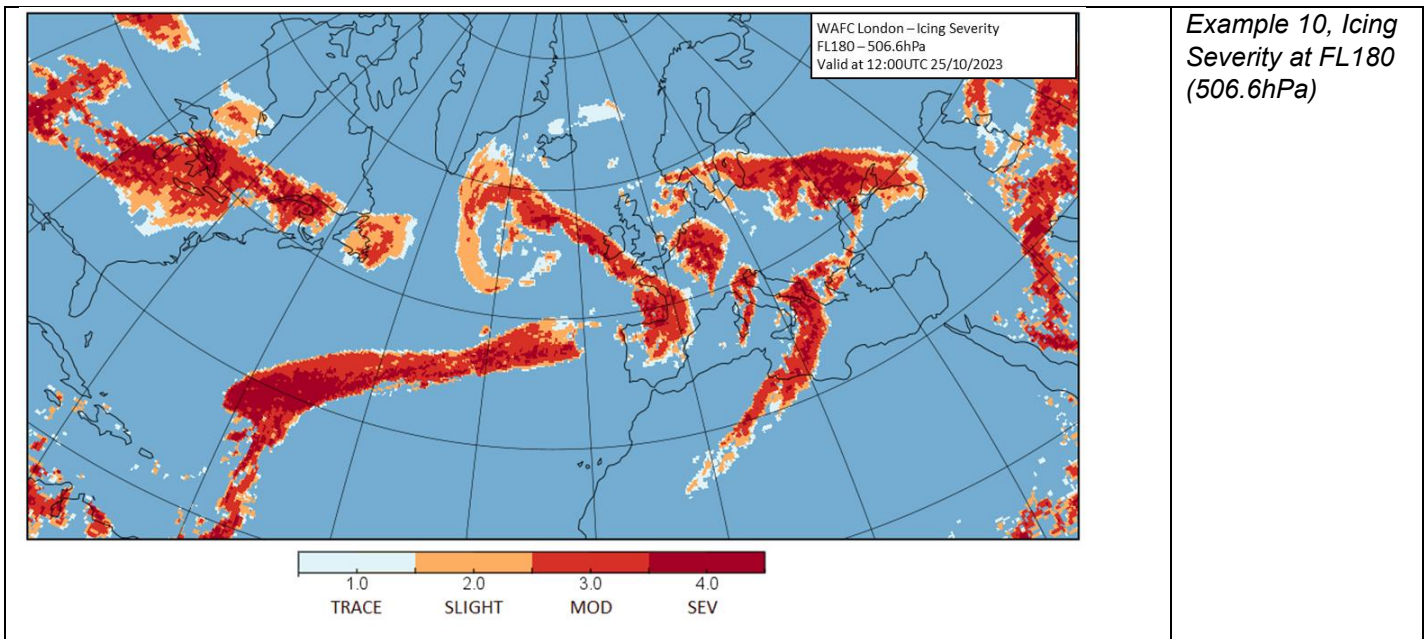 WAFC London – Icing Severity
FL180 – 506.6hPa
Valid at 12:00UTC 25/10/2023
Example 10, Icing
Severity at FL180
(506.6hPa)
1.0 2.0 3.0 4.0
TRACE SLIGHT MOD SEV